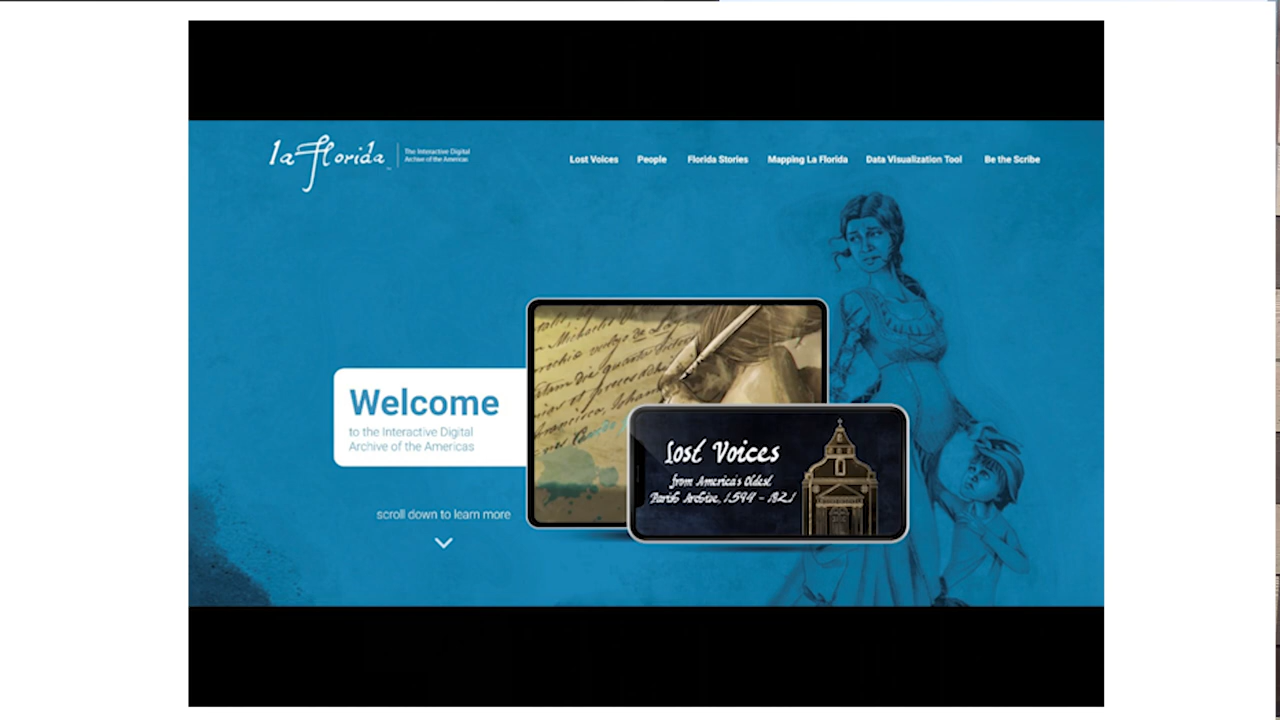 la Florida
The Interactive Digital
Archive of the Americas
Lost Voices People Florida Stories Mapping La Florida Data Visualization Tool Be the Scribe
Welcome
to the Interactive Digital
Archive of the Americas
scroll down to learn more
Lost Voices
from America's Oldest
Parish Archive, 1594 - 1821